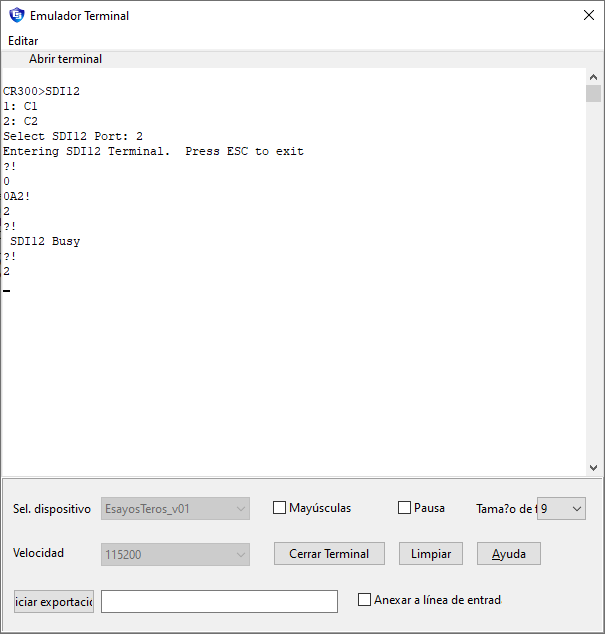 Emulador Terminal
Editar
Abrir terminal
CR300>SDI12
1: C1
2: C2
Select SDI12 Port: 2
Entering SDI12 Terminal.  Press ESC to exit
?!
0
0A2!
2
?!
 SDI12 Busy
?!
2
Sel. dispositivo EsayosTeros_v01 Mayúsculas Pausa Tama?o de f 9
Velocidad 115200 Cerrar Terminal Limpiar Ayuda
iciar exportació Anexar a línea de entrad